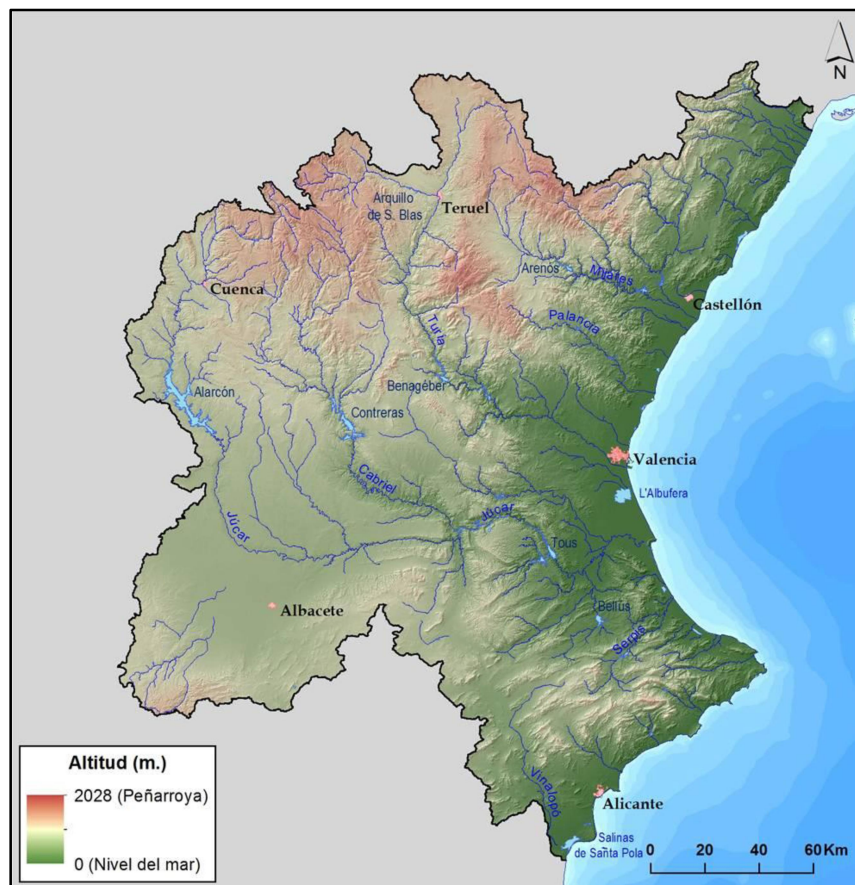 N
Arquillo
de S. Blas
Teruel
Cuenca
Arenós
Mijares
Castellón
Palancia
Turia
Alarcón
Benagéber
Contreras
Valencia
Cabriel
L'Albufera
Júcar
Júcar
Tous
Albacete
Bellús
Serpis
Vinalopó
Alicante
Salinas
de Santa Pola
Altitud (m.)
2028 (Peñarroya)
0 (Nivel del mar)
0 20 40 60 Km